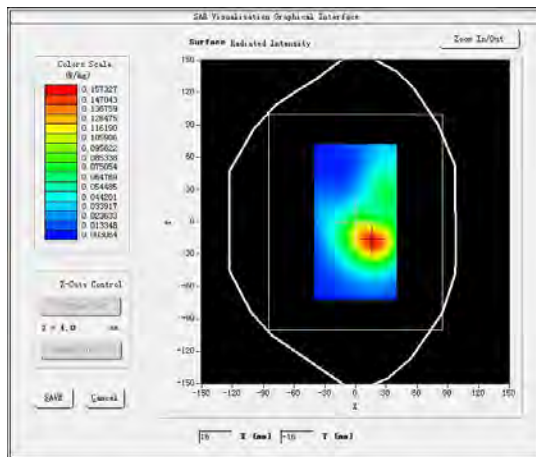 SAR Visualisation Graphical Interface
Surface Radiated Intensity
Zoom In/Out
Colors Scale
(W/kg)
0.157327
0.147043
0.136759
0.126475
0.116190
0.105906
0.095622
0.085338
0.075054
0.064769
0.054485
0.044201
0.033917
0.023633
0.013348
0.003064
150
120
90
60
30
0
-30
-60
-90
-120
-150
Y
-150 -120 -90 -60 -30 0 30 60 90 120 150
X
Z-Cuts Control
Z = 4.0 mm
SAVE Cancel
16 X (mm) -16 Y (mm)